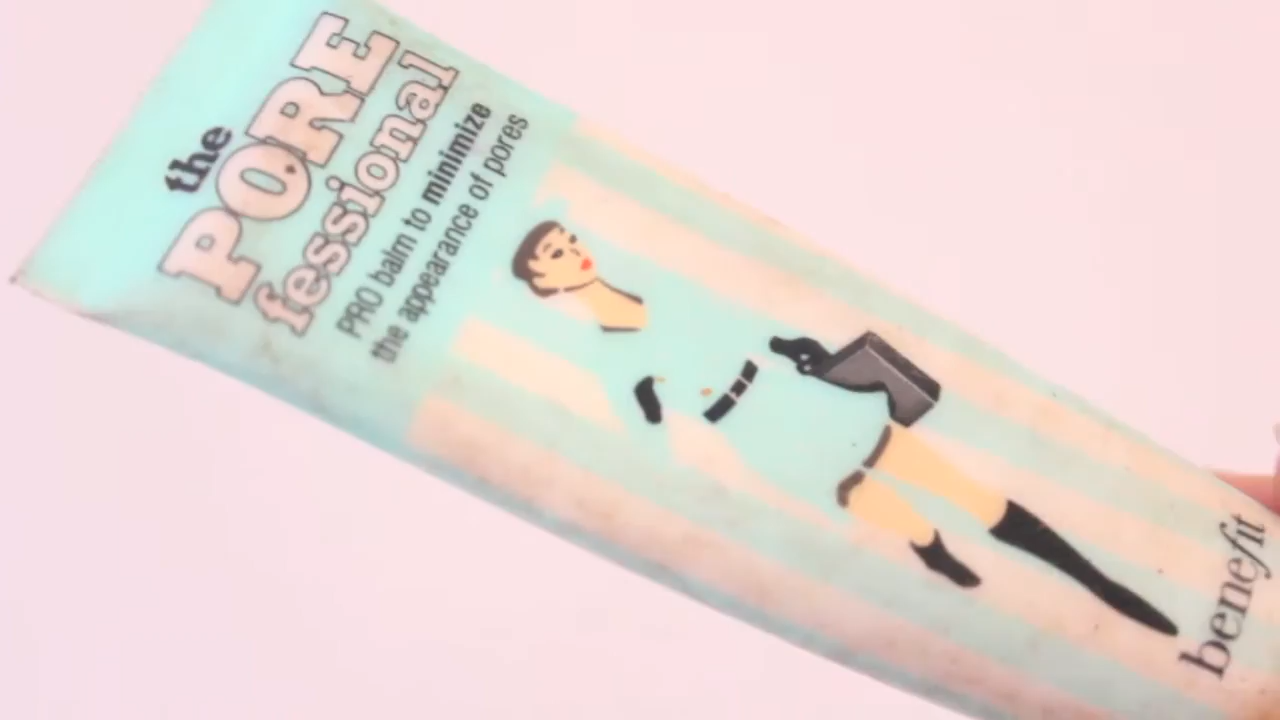 the
PORE
fessional
PRO balm to minimize
the appearance of pores
benefit